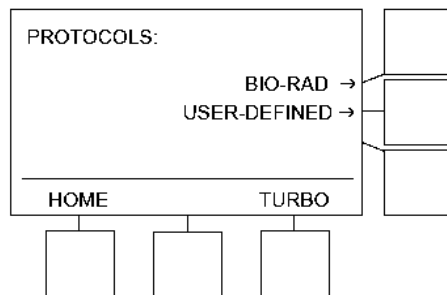 PROTOCOLS:
BIO-RAD →
USER-DEFINED →
HOME TURBO